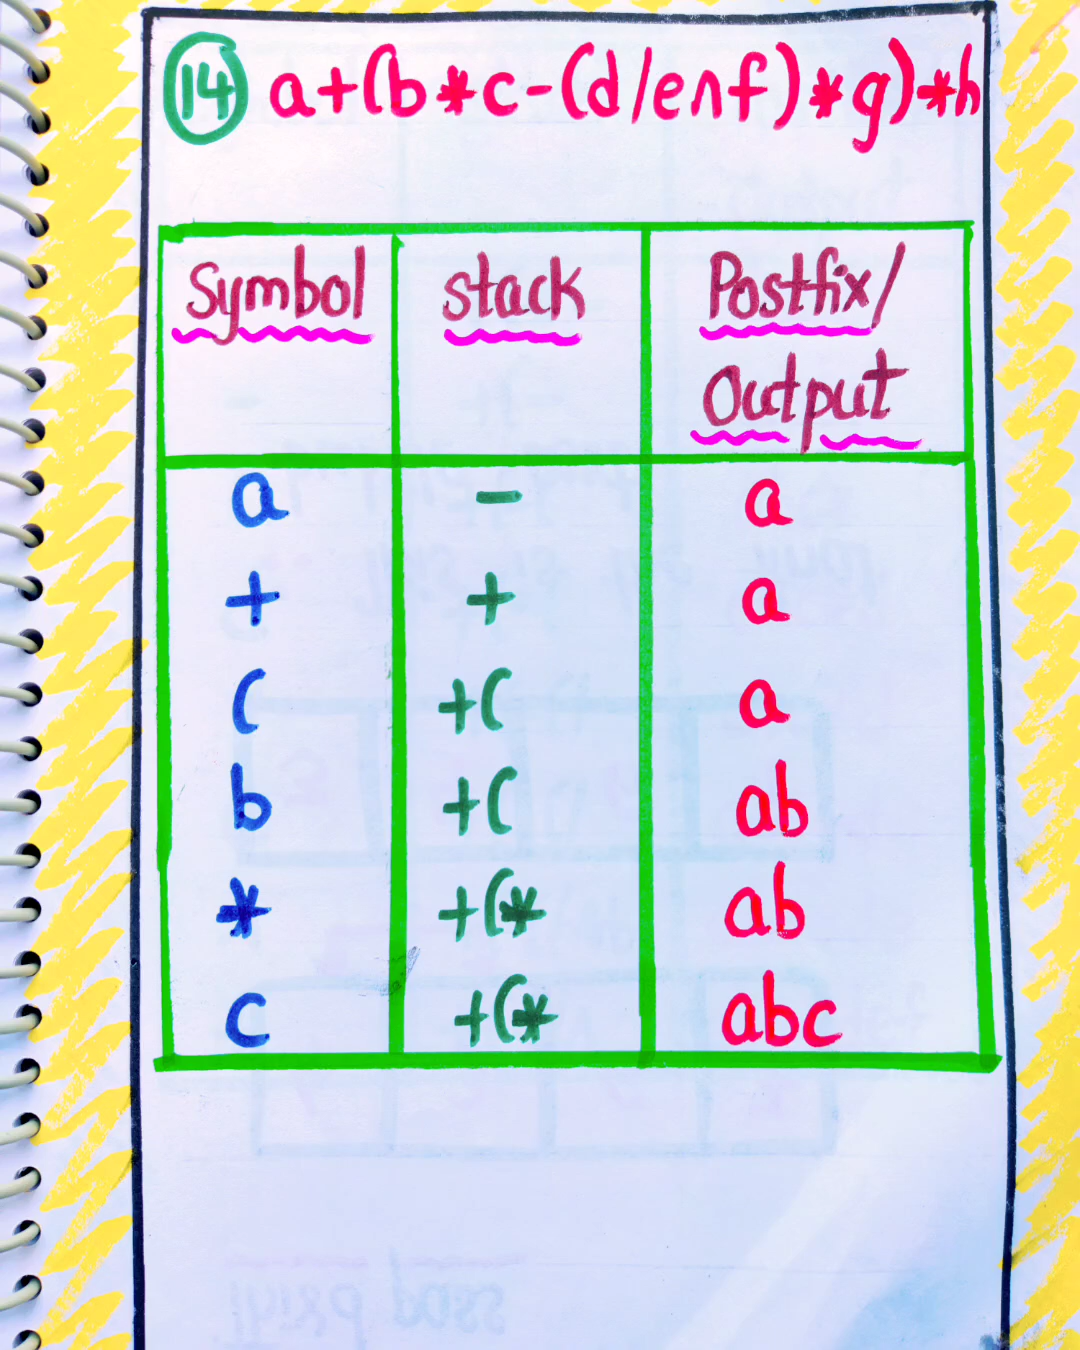 14 a+(b*c-(d/e^f)*g)*h
Symbol stack Postfix/
Output
a - a
+ + a
( +( a
b +( ab
* +(* ab
c +(* abc